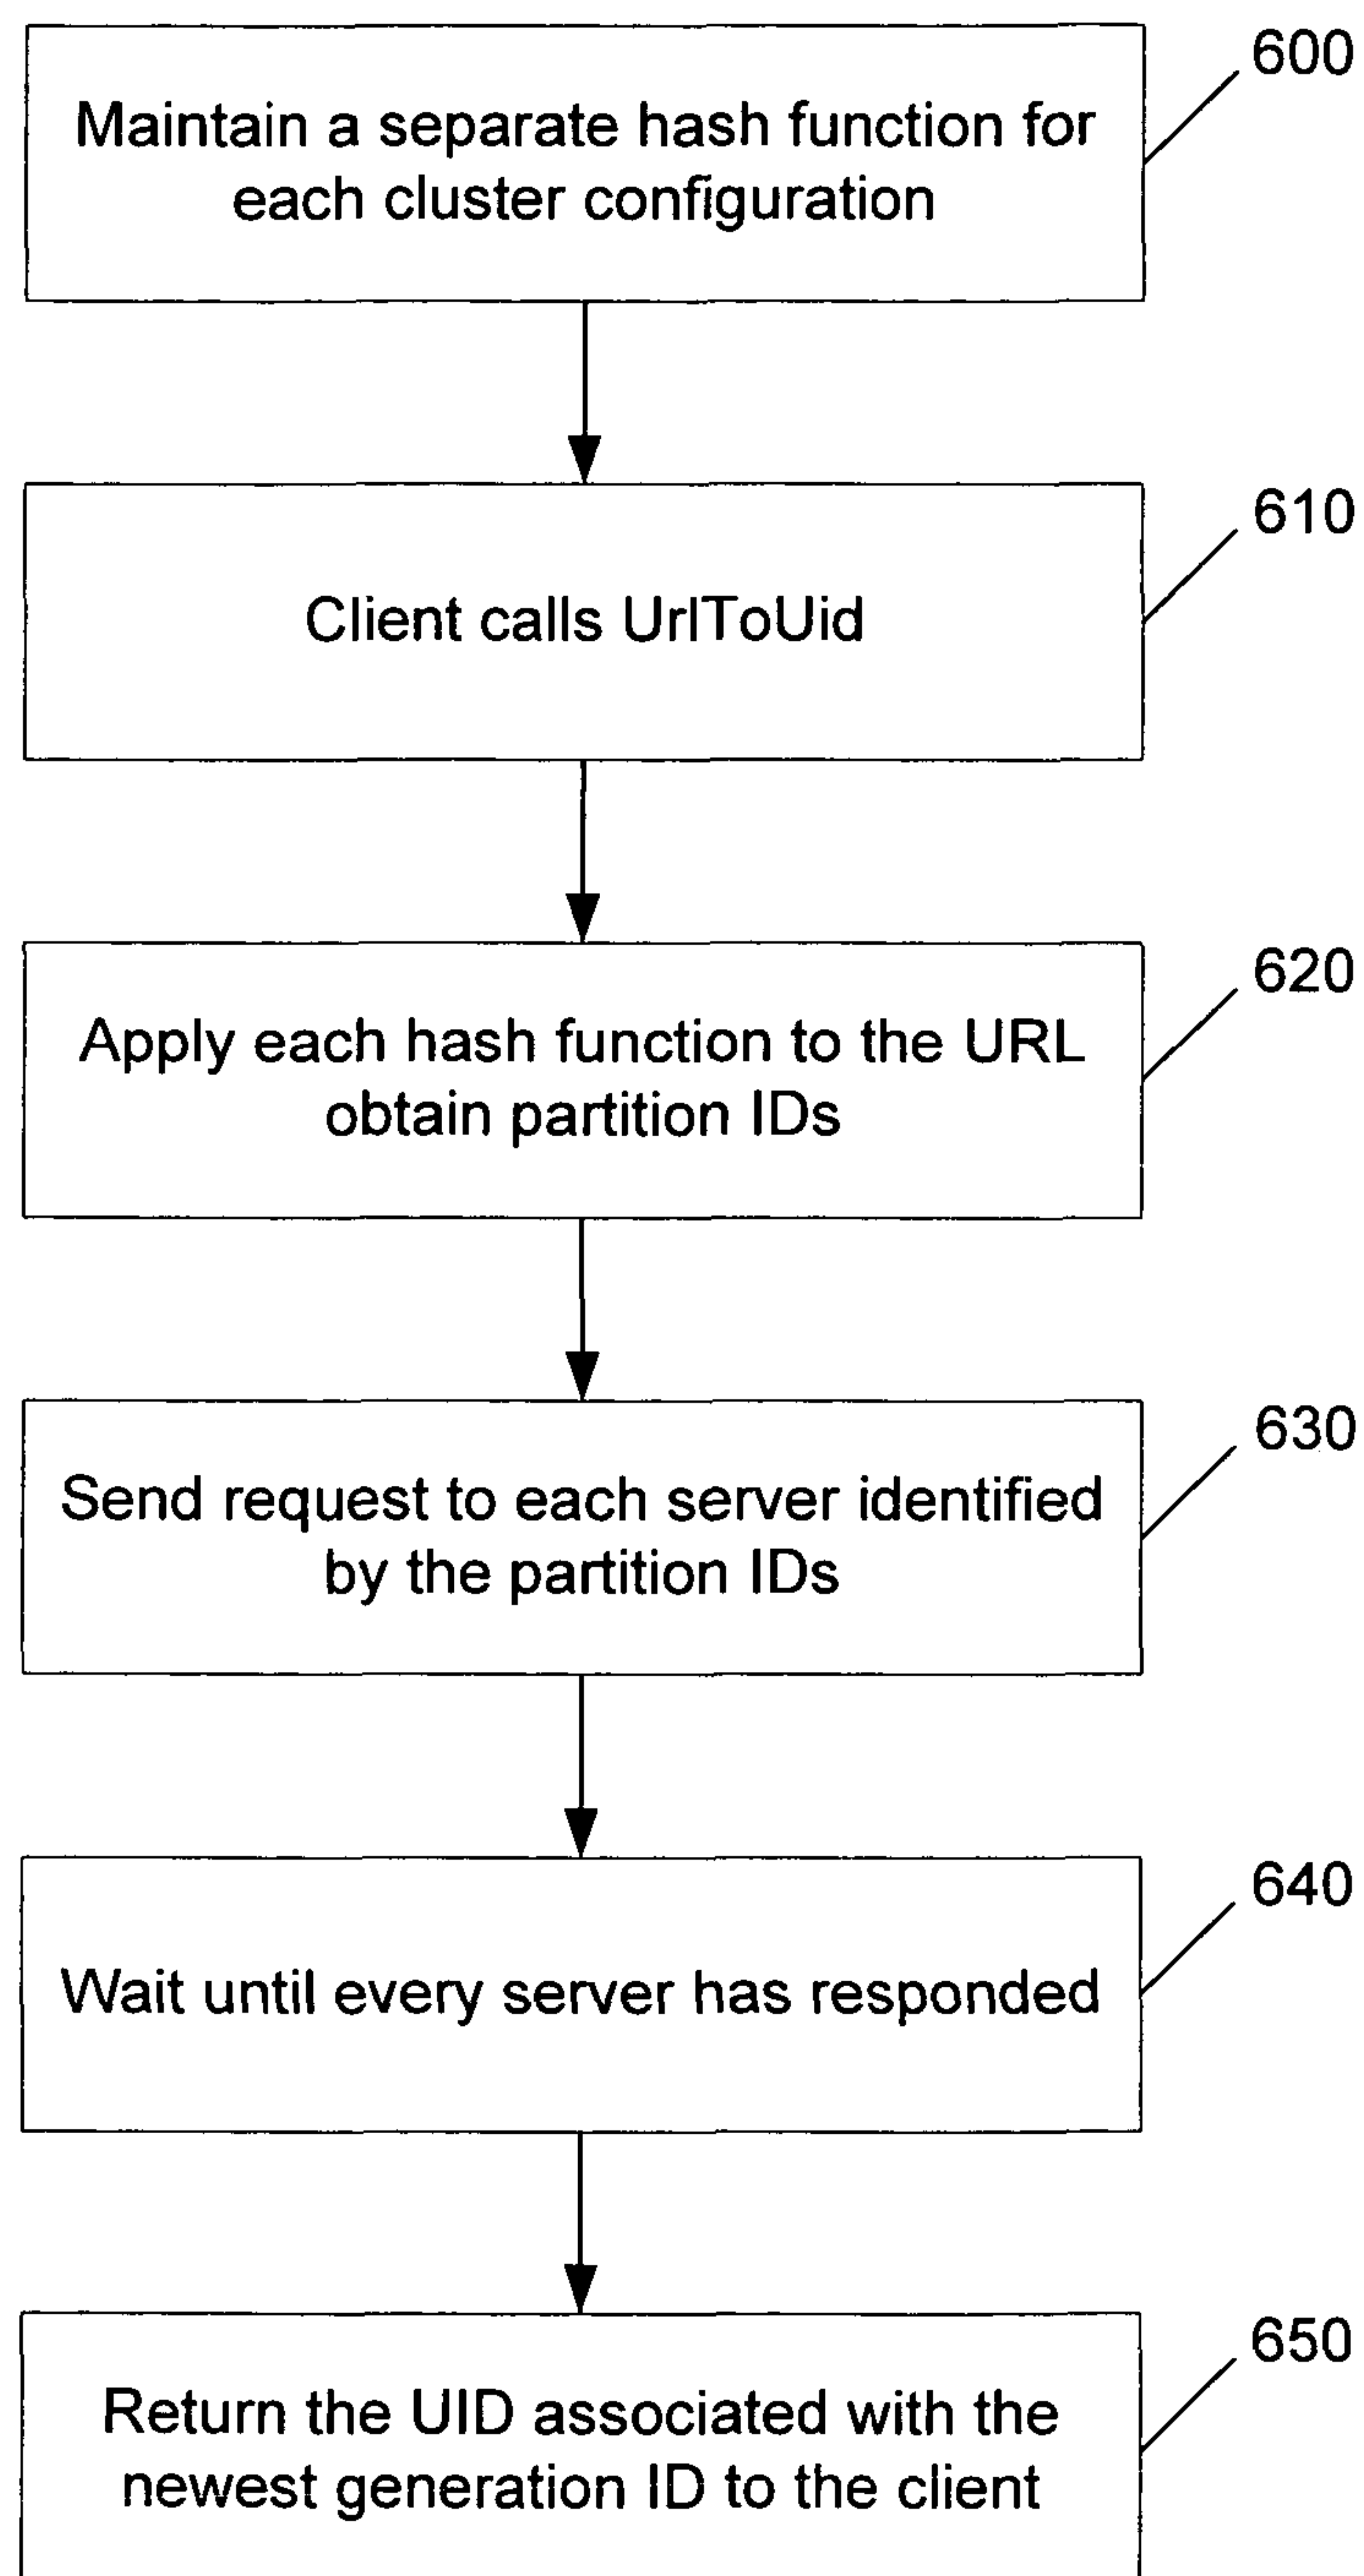 600
Maintain a separate hash function for
each cluster configuration
610
Client calls UrlToUid
620
Apply each hash function to the URL
obtain partition IDs
630
Send request to each server identified
by the partition IDs
640
Wait until every server has responded
650
Return the UID associated with the
newest generation ID to the client